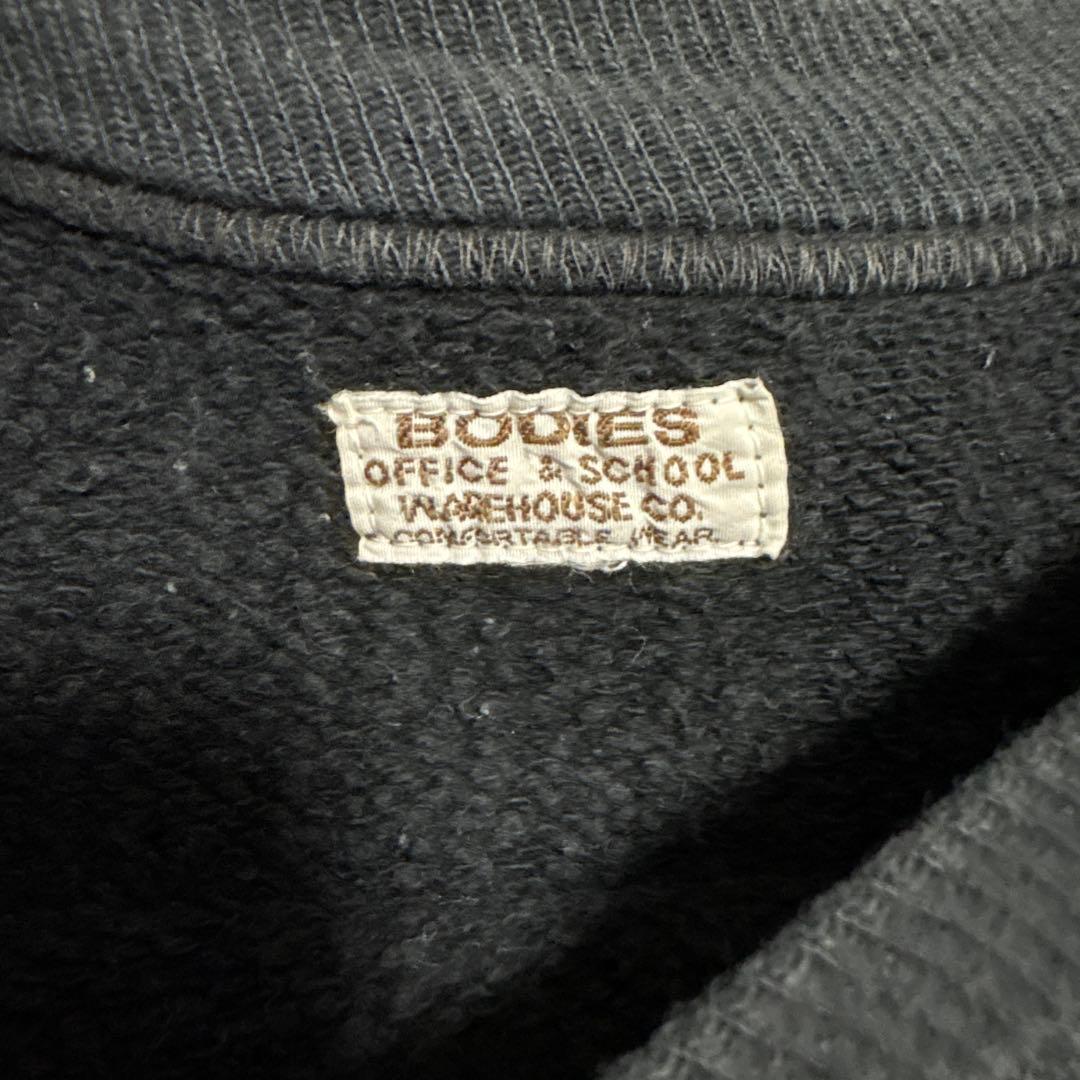 BODIES
OFFICE & SCHOOL
WAREHOUSE CO.
COMFORTABLE WEAR